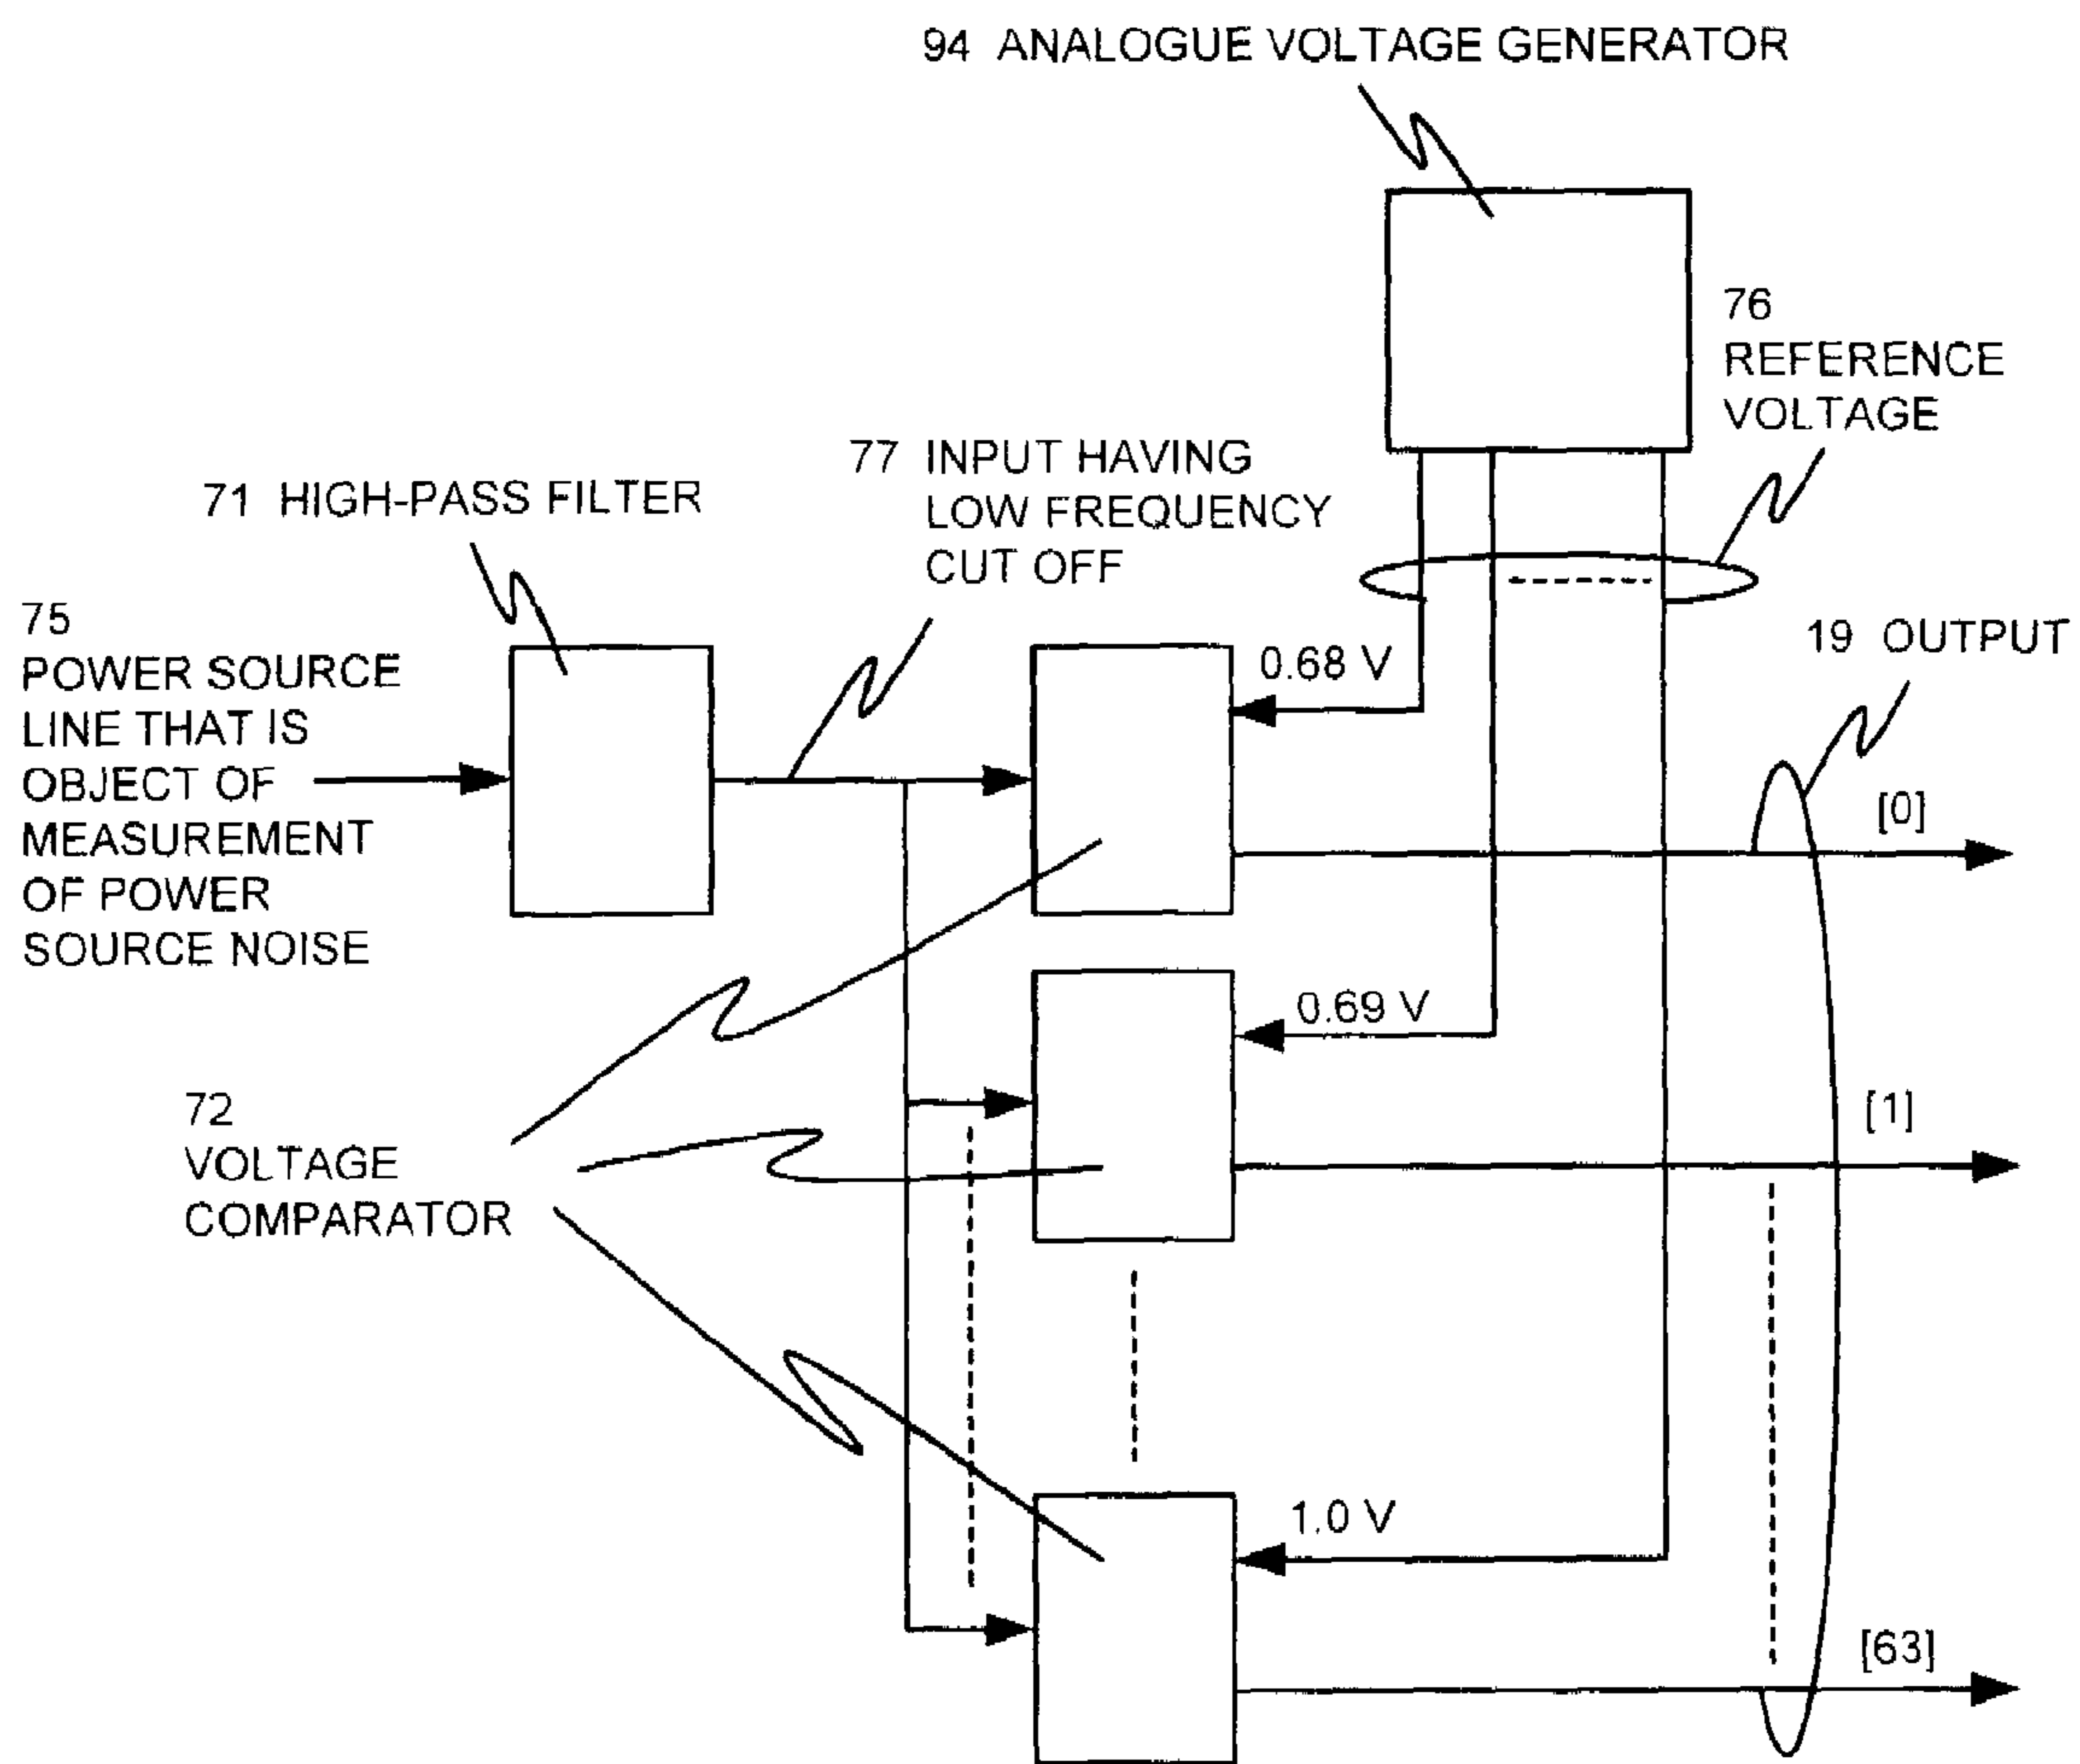 94 ANALOGUE VOLTAGE GENERATOR
76
REFERENCE
VOLTAGE
77 INPUT HAVING
LOW FREQUENCY
CUT OFF
71 HIGH-PASS FILTER
75
POWER SOURCE
LINE THAT IS
OBJECT OF
MEASUREMENT
OF POWER
SOURCE NOISE
19 OUTPUT
0.68 V
[0]
0.69 V
[1]
72
VOLTAGE
COMPARATOR
1.0 V
[63]